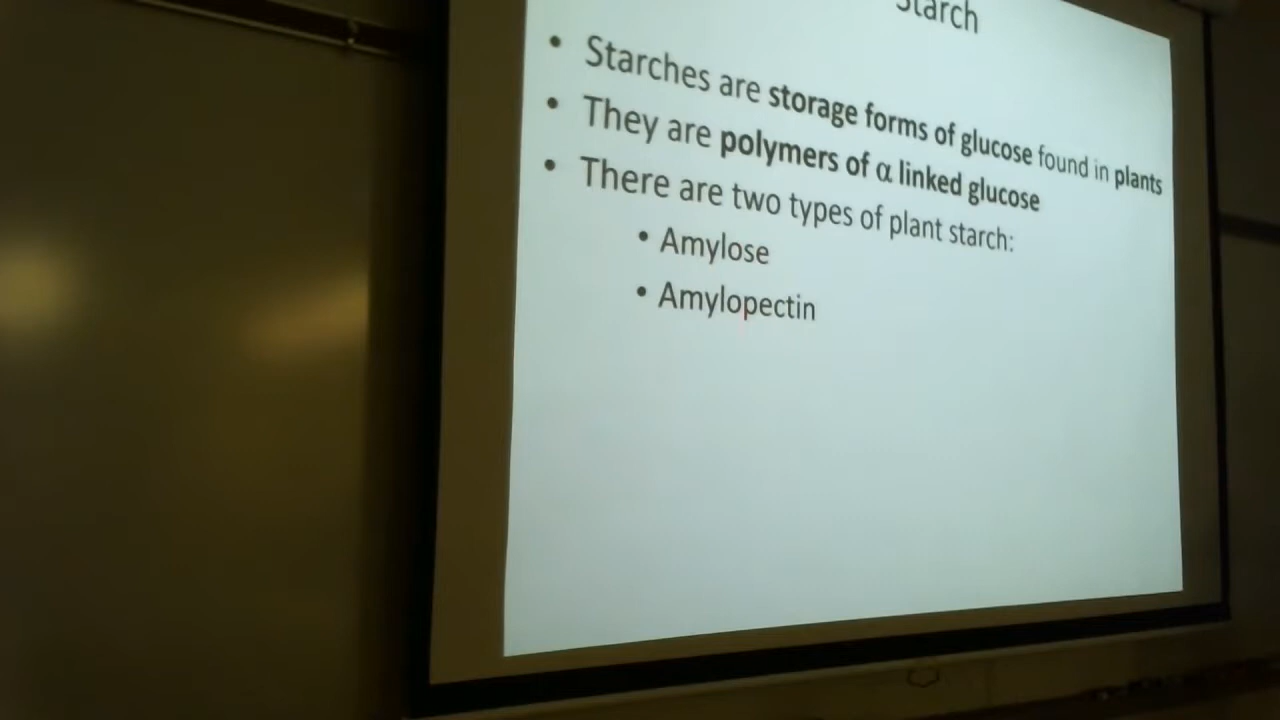 Starch
• Starches are storage forms of glucose found in plants
• They are polymers of α linked glucose
• There are two types of plant starch:
• Amylose
• Amylopectin